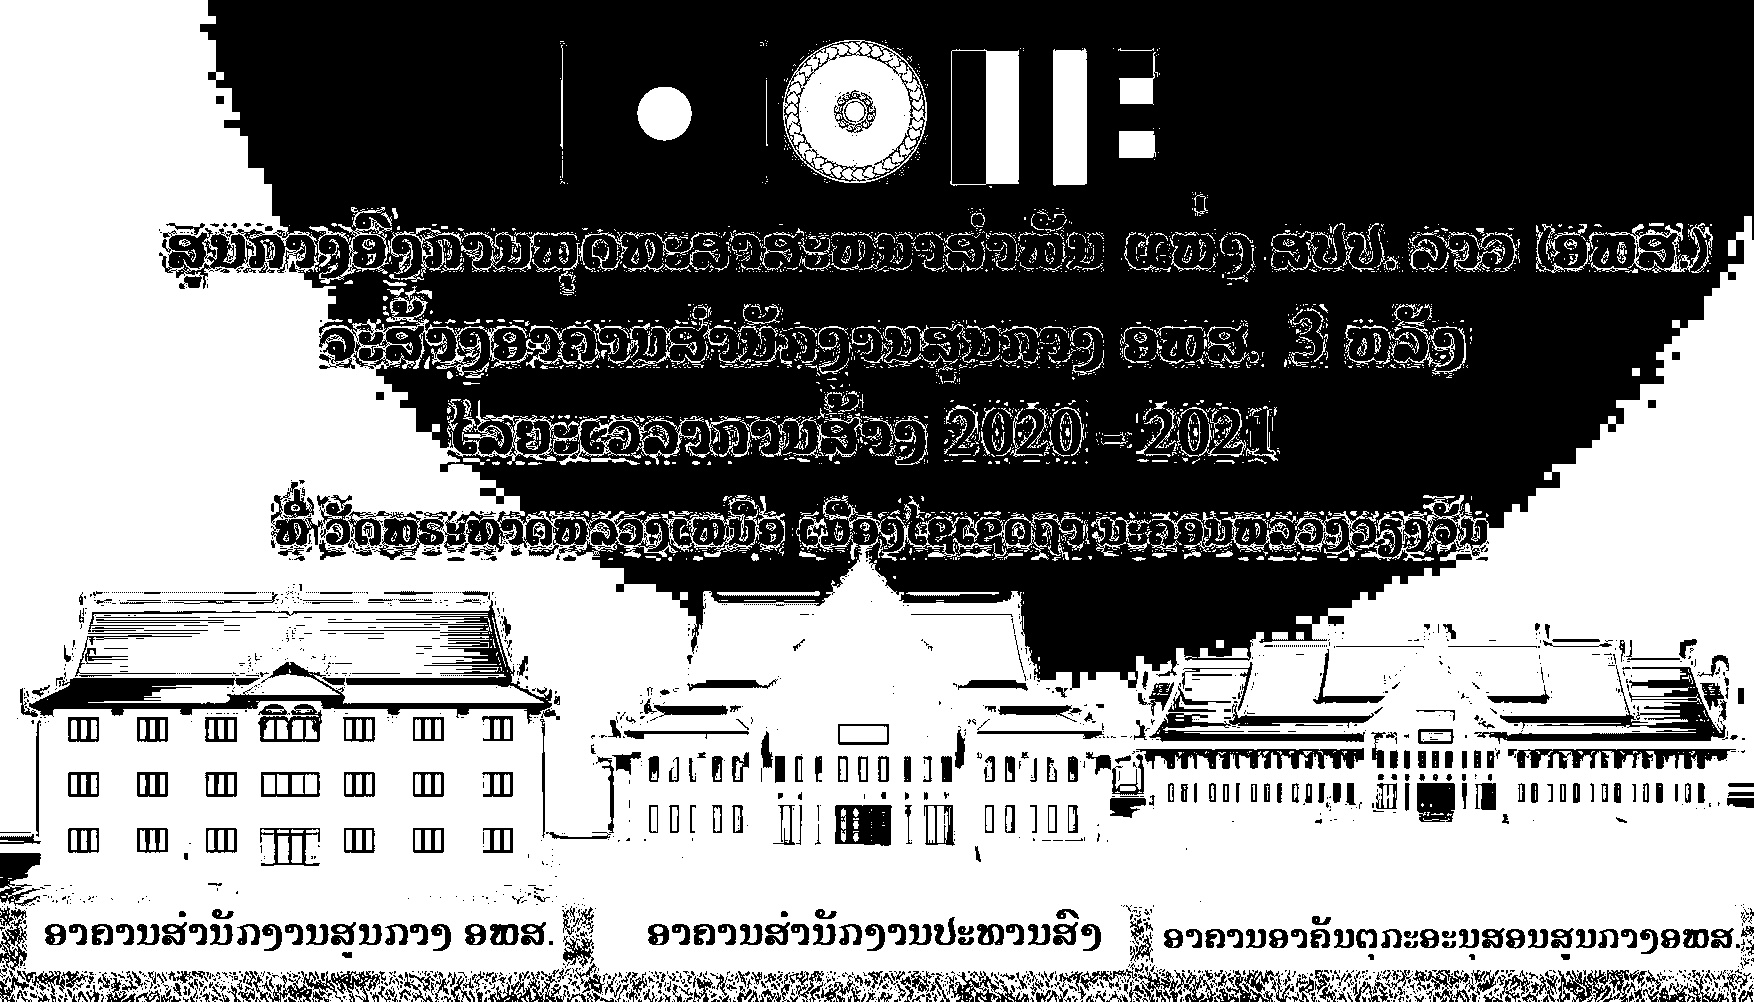 ສູນກາງອົງການພຸດທະສາສະໜາສຳພັນ ແຫ່ງ ສປປ. ລາວ (ອພສ.)
ຈະສ້າງອາຄານສຳນັກງານສູນກາງ ອພສ. 3 ຫລັງ
ໄລຍະເວລາການສ້າງ 2020 - 2021
ທີ່ ວັດພຣະທາດຫລວງເໜືອ ເມືອງໄຊເຊດຖາ ນະຄອນຫລວງວຽງຈັນ
ອາຄານສຳນັກງານສູນກາງ ອພສ.
ອາຄານສຳນັກງານປະທານສົງ
ອາຄານອາຄັນຕຸກະອະນຸສອນສູນກາງອພສ.